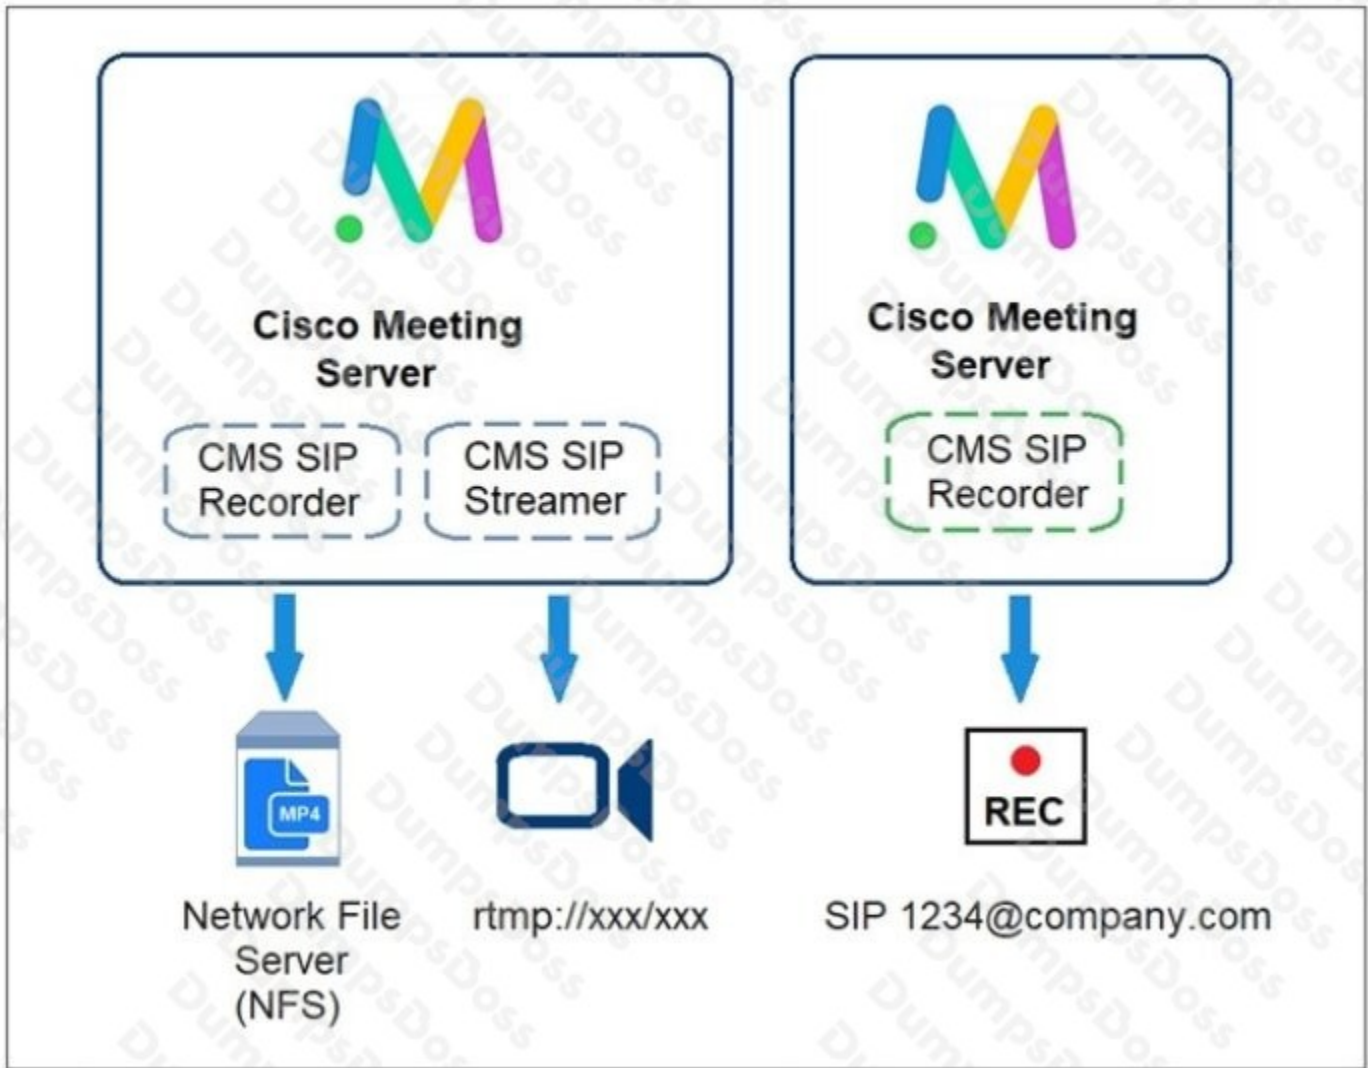 Cisco Meeting
Server
CMS SIP
Recorder
CMS SIP
Streamer
MP4
Network File
Server
(NFS)
rtmp://xxx/xxx
Cisco Meeting
Server
CMS SIP
Recorder
REC
SIP 1234@company.com
DumpsDoss